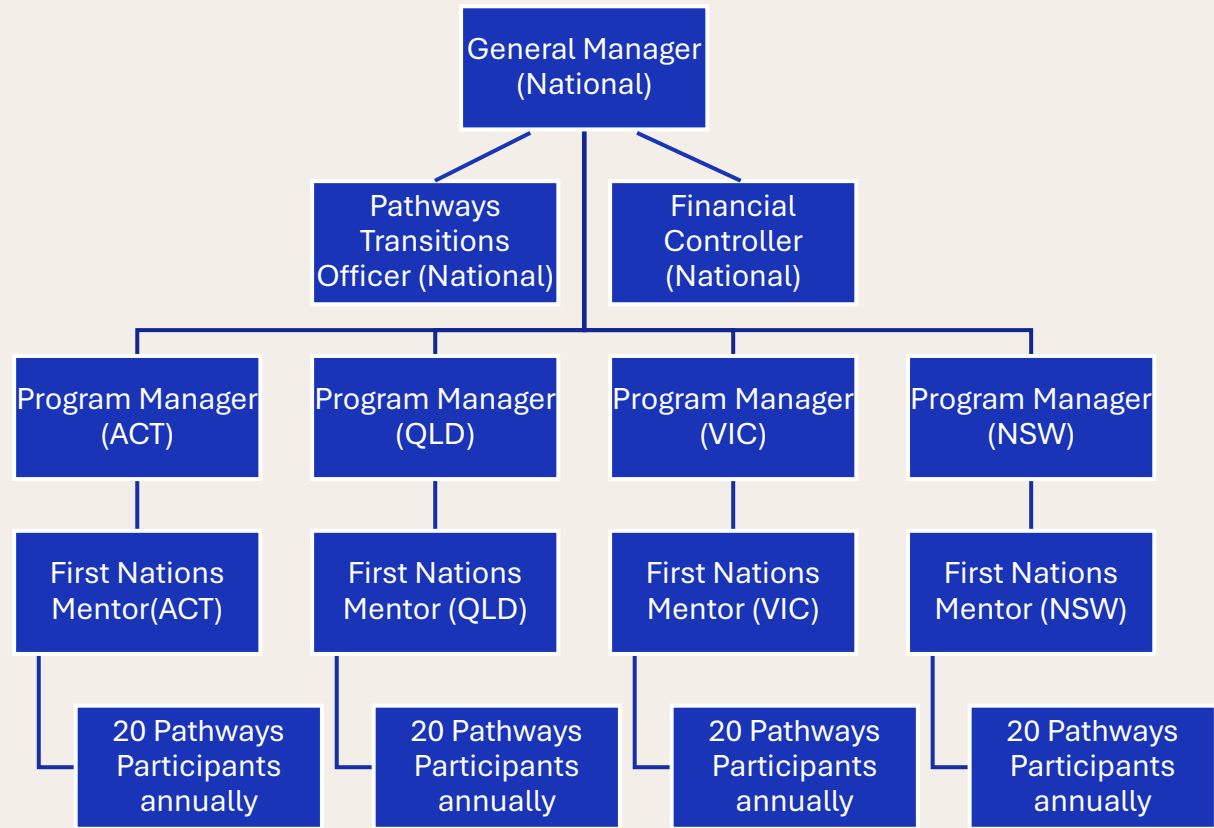 General Manager
(National)
Pathways
Transitions
Officer (National)
Financial
Controller
(National)
Program Manager
(ACT)
Program Manager
(QLD)
Program Manager
(VIC)
Program Manager
(NSW)
First Nations
Mentor(ACT)
First Nations
Mentor (QLD)
First Nations
Mentor (VIC)
First Nations
Mentor (NSW)
20 Pathways
Participants
annually
20 Pathways
Participants
annually
20 Pathways
Participants
annually
20 Pathways
Participants
annually